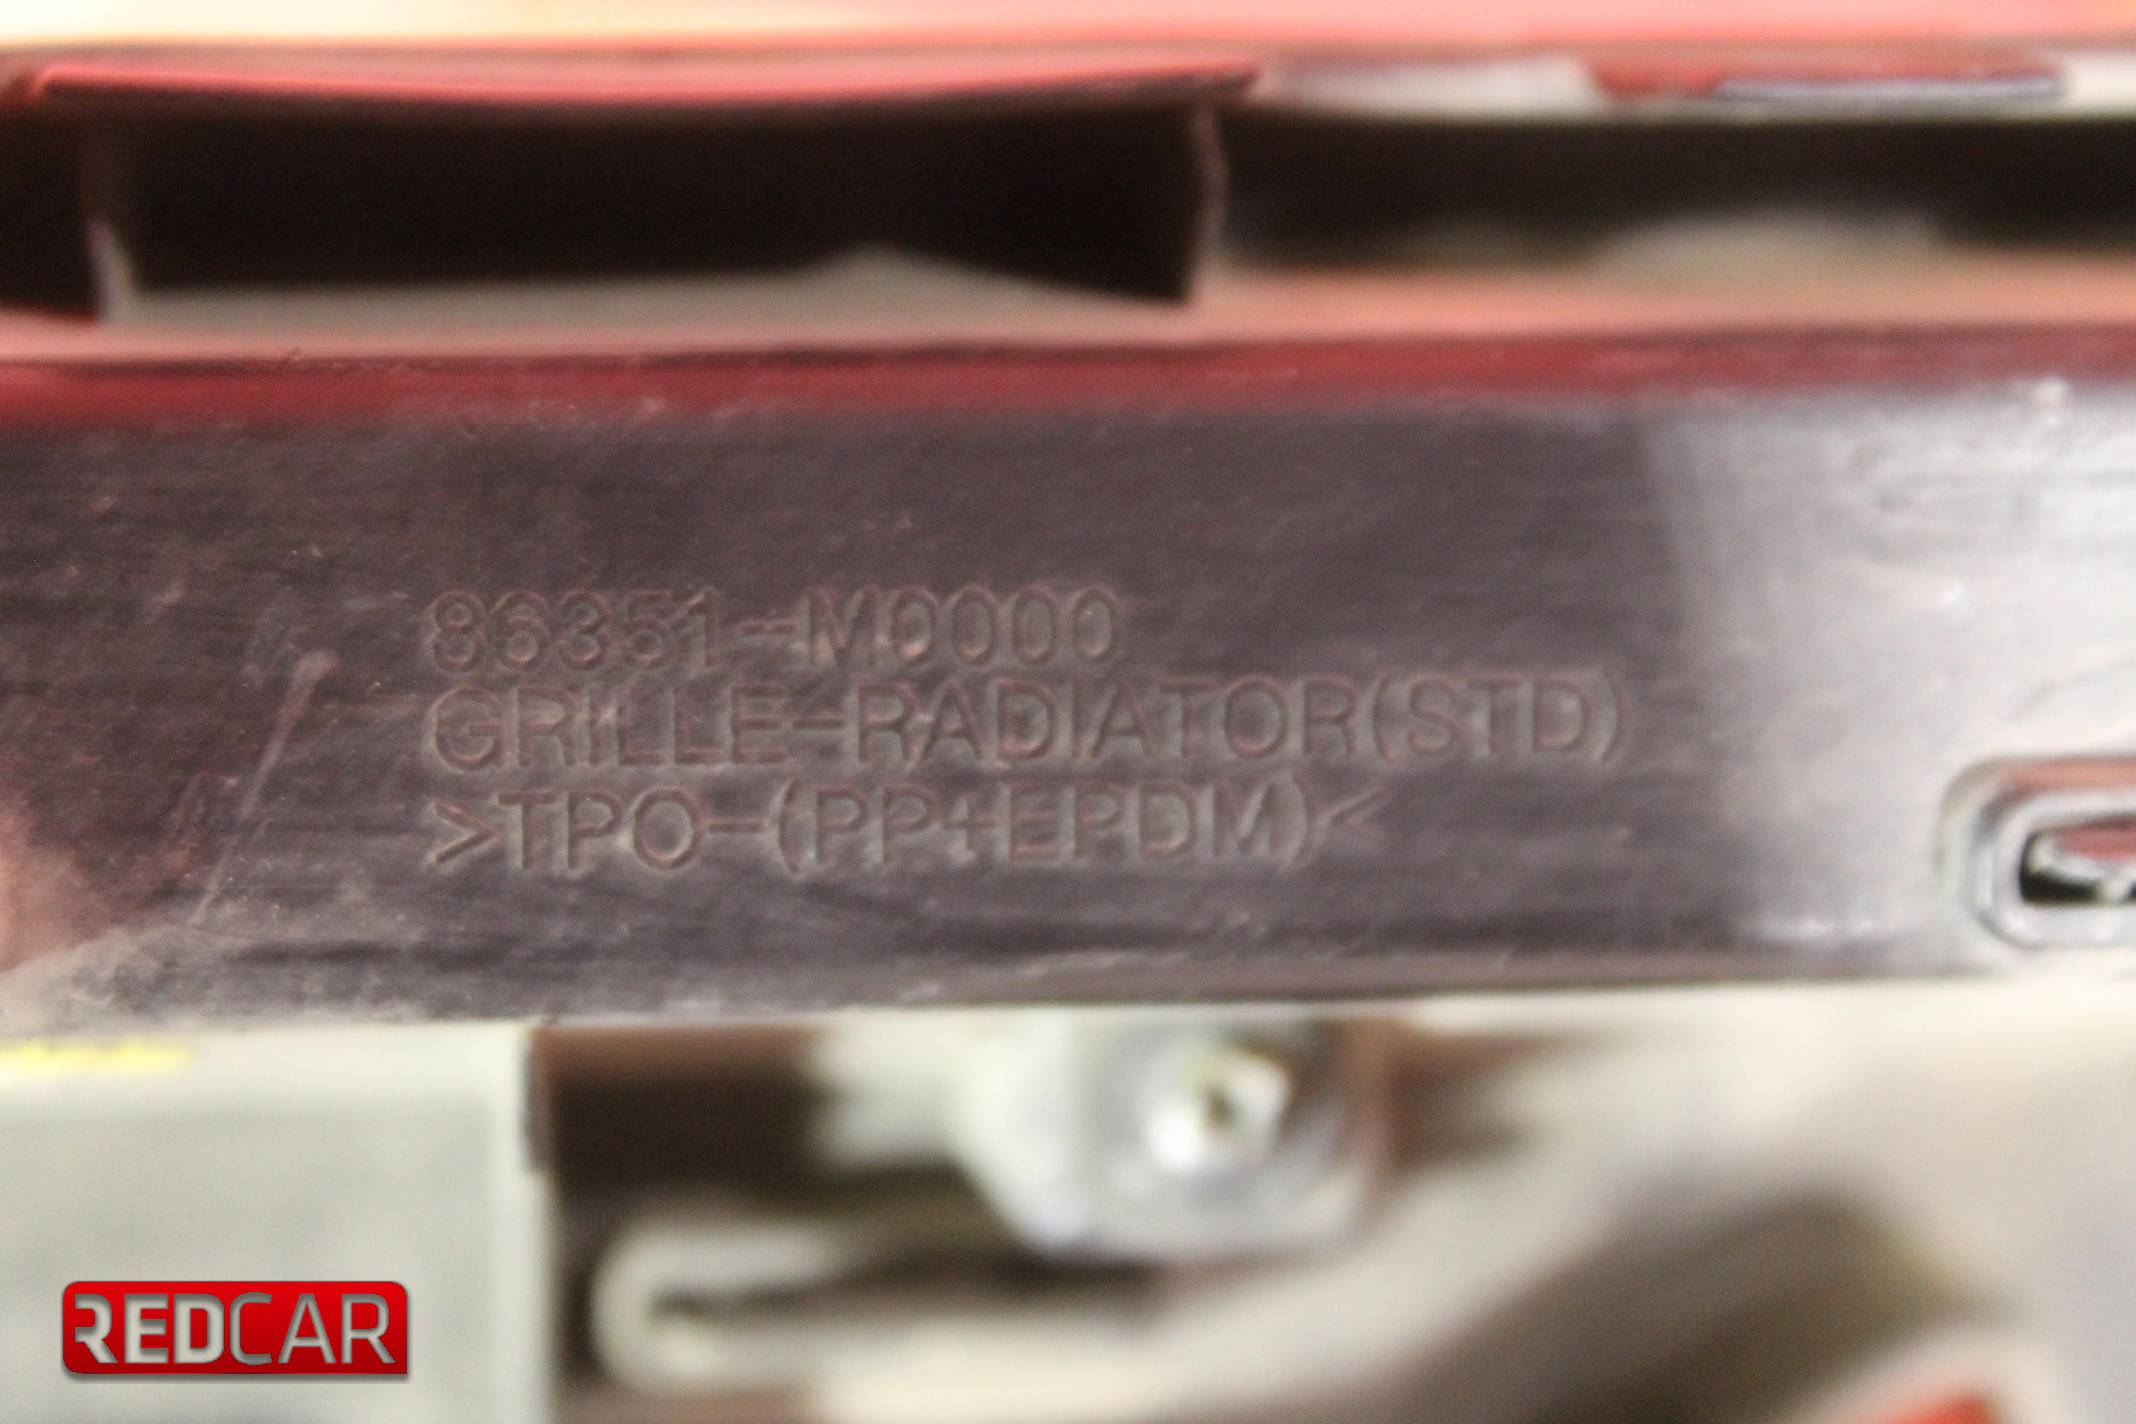 86351-M0000
GRILLE-RADIATOR(STD)
>TPO-(PP+EPDM)<
REDCAR